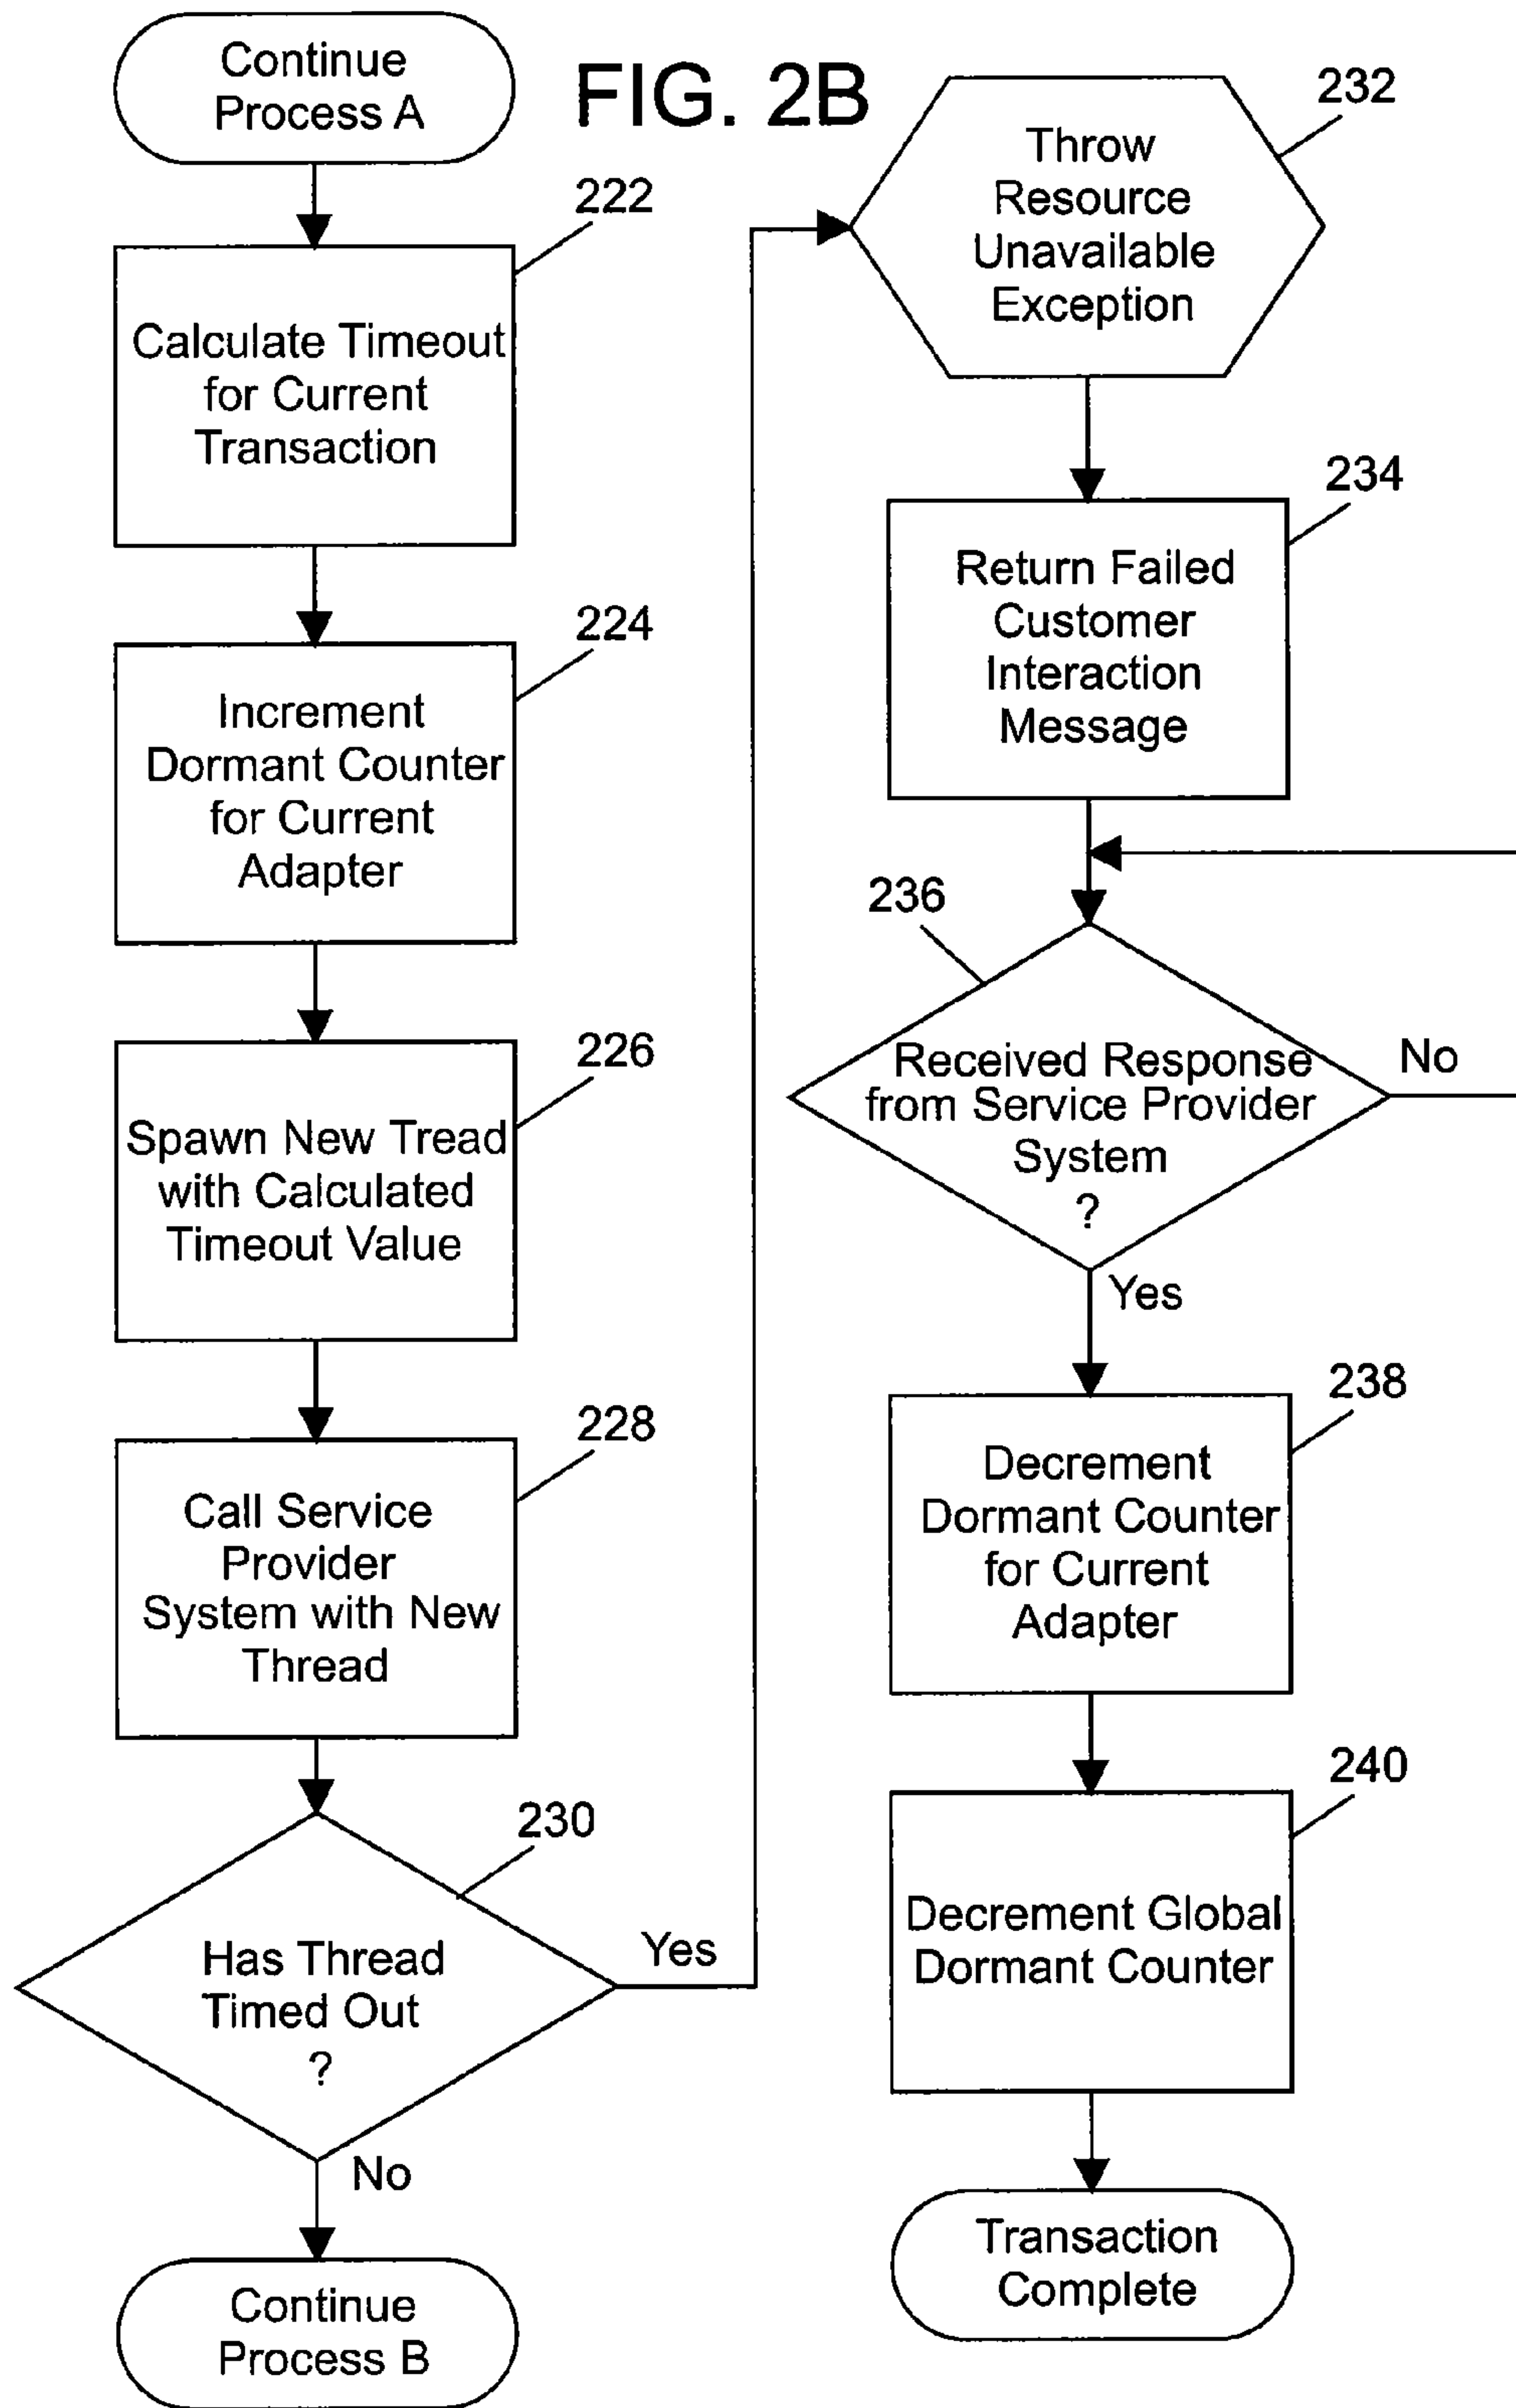 FIG. 2B
Continue
Process A
222
Calculate Timeout
for Current
Transaction
224
Increment
Dormant Counter
for Current
Adapter
226
Spawn New Tread
with Calculated
Timeout Value
228
Call Service
Provider
System with New
Thread
230
Has Thread
Timed Out
?
Yes
No
Continue
Process B
232
Throw
Resource
Unavailable
Exception
234
Return Failed
Customer
Interaction
Message
236
Received Response
from Service Provider
System
?
No
Yes
238
Decrement
Dormant Counter
for Current
Adapter
240
Decrement Global
Dormant Counter
Transaction
Complete